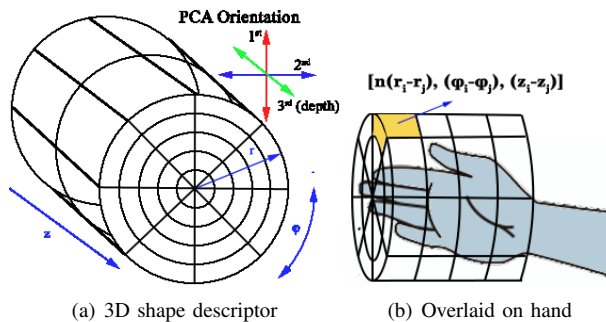 PCA Orientation
1st
2nd
3rd (depth)
r
φ
z
[n(ri-rj), (φi-φj), (zi-zj)]
(a) 3D shape descriptor
(b) Overlaid on hand